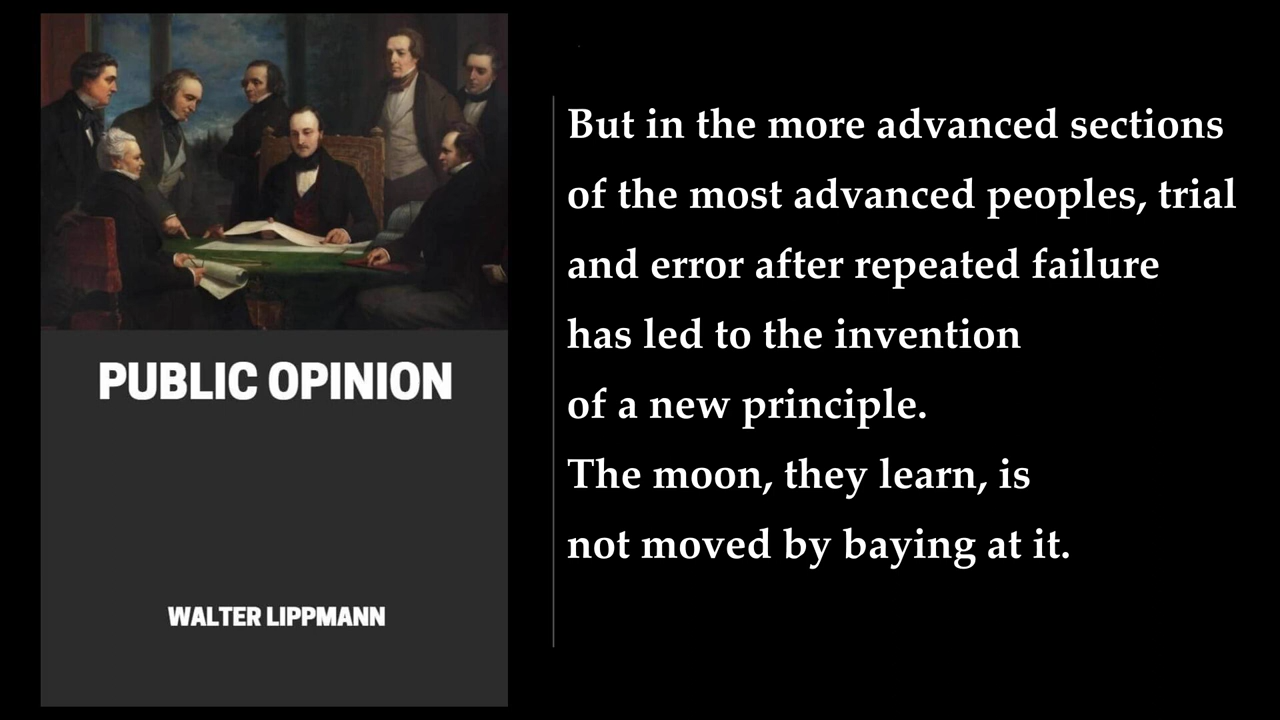 PUBLIC OPINION
WALTER LIPPMANN
But in the more advanced sections
of the most advanced peoples, trial
and error after repeated failure
has led to the invention
of a new principle.
The moon, they learn, is
not moved by baying at it.